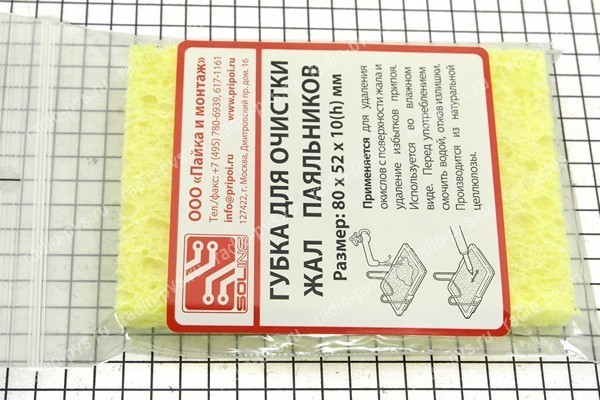 ООО «Пайка и монтаж»
Тел./факс: +7 (495) 780-6939, 617-1161
info@pripoi.ru www.pripoi.ru
127422, г. Москва, Дмитровский пр. дом. 16
SOLINS
ГУБКА ДЛЯ ОЧИСТКИ
ЖАЛ ПАЯЛЬНИКОВ
Размер: 80 x 52 x 10(h) мм
Применяется для удаления
окислов с поверхности жала и
удаление избытков припоя.
Используется во влажном
виде. Перед употреблением
смочить водой, отжав излишки.
Производится из натуральной
целлюлозы.